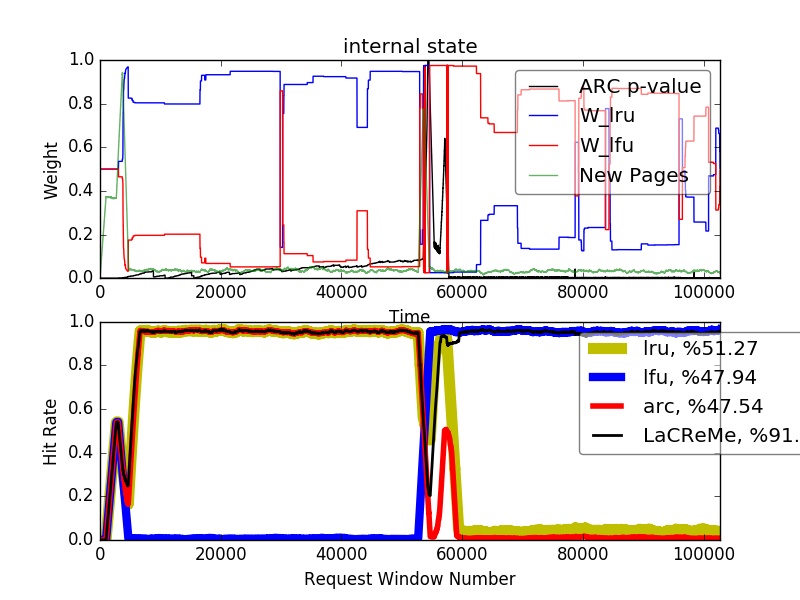 internal state
Weight
1.0
0.8
0.6
0.4
0.2
0.0
ARC p-value
W_lru
W_lfu
New Pages
0 20000 40000 60000 80000 100000
Time
Hit Rate
1.0
0.8
0.6
0.4
0.2
0.0
lru, %51.27
lfu, %47.94
arc, %47.54
LaCReMe, %91.
0 20000 40000 60000 80000 100000
Request Window Number